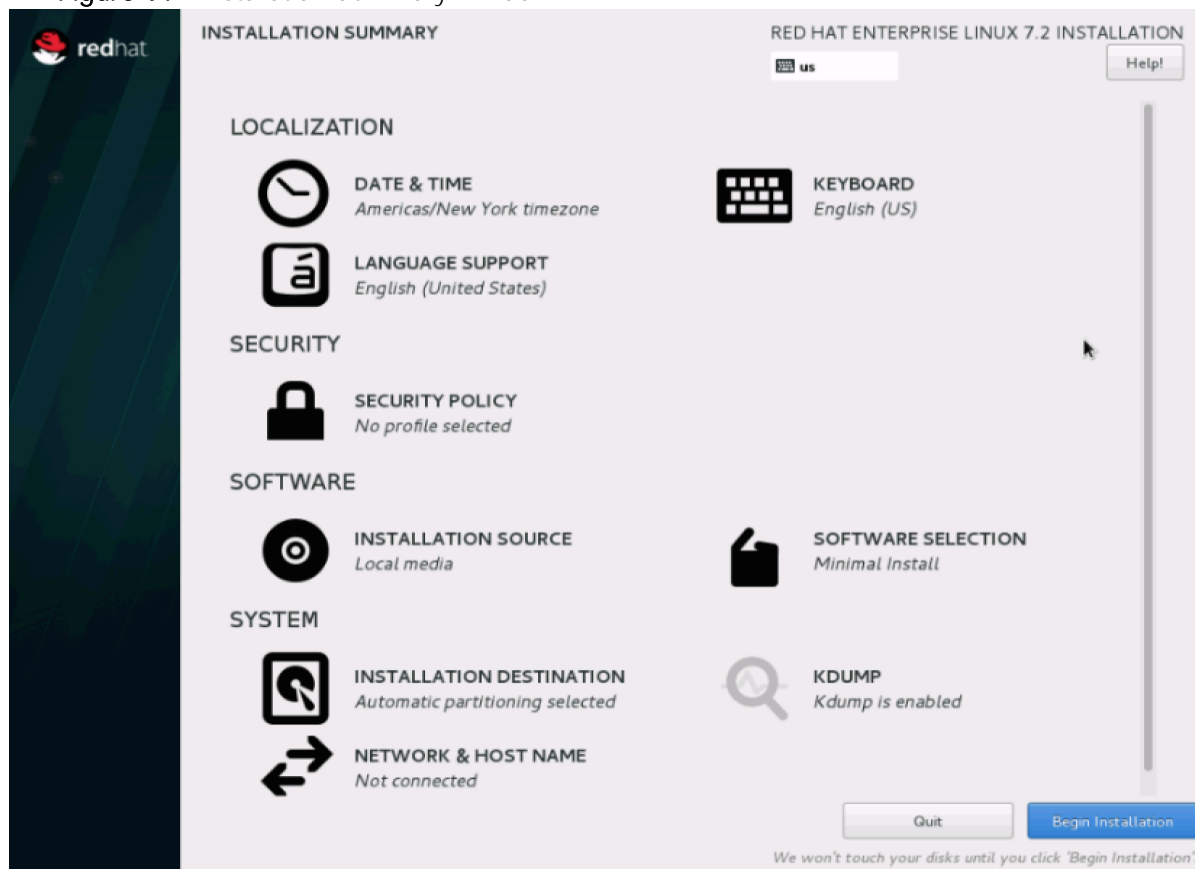 redhat
INSTALLATION SUMMARY
RED HAT ENTERPRISE LINUX 7.2 INSTALLATION
us
Help!
LOCALIZATION
DATE & TIME
Americas/New York timezone
KEYBOARD
English (US)
á
LANGUAGE SUPPORT
English (United States)
SECURITY
SECURITY POLICY
No profile selected
SOFTWARE
INSTALLATION SOURCE
Local media
SOFTWARE SELECTION
Minimal Install
SYSTEM
INSTALLATION DESTINATION
Automatic partitioning selected
KDUMP
Kdump is enabled
NETWORK & HOST NAME
Not connected
Quit
Begin Installation
We won't touch your disks until you click 'Begin Installation'